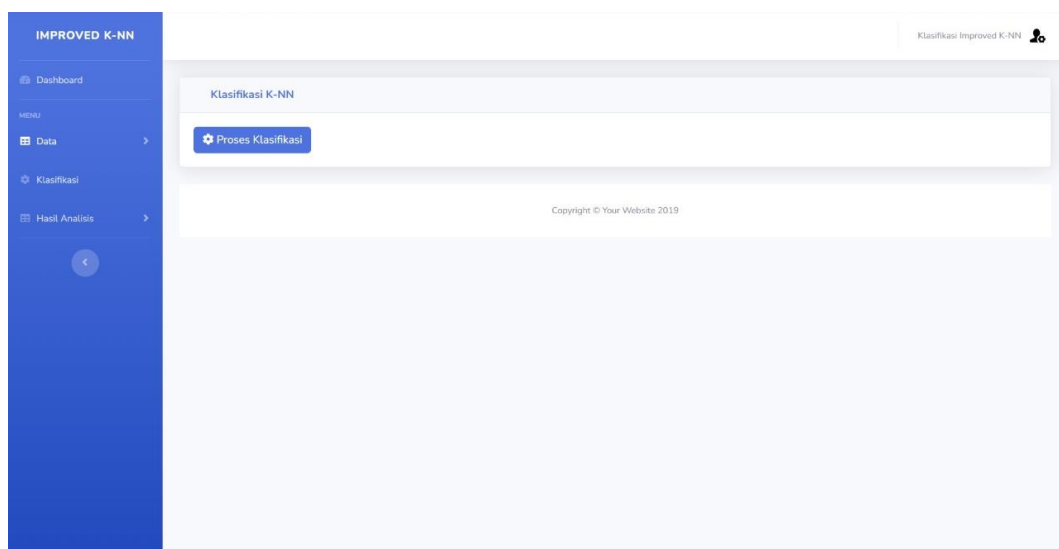 IMPROVED K-NN
Klasifikasi Improved K-NN
Dashboard
MENU
Data
Klasifikasi
Hasil Analisis
Klasifikasi K-NN
Proses Klasifikasi
Copyright © Your Website 2019